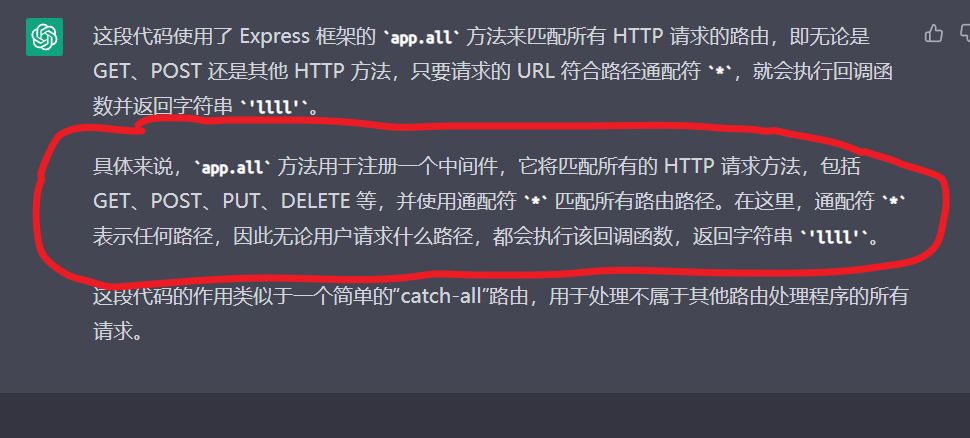 这段代码使用了 Express 框架的 `app.all` 方法来匹配所有 HTTP 请求的路由，即无论是
GET、POST 还是其他 HTTP 方法，只要请求的 URL 符合路径通配符 `*`，就会执行回调函
数并返回字符串 `'llll'`。
具体来说，`app.all` 方法用于注册一个中间件，它将匹配所有的 HTTP 请求方法，包括
GET、POST、PUT、DELETE 等，并使用通配符 `*` 匹配所有路由路径。在这里，通配符 `*`
表示任何路径，因此无论用户请求什么路径，都会执行该回调函数，返回字符串 `'llll'`。
这段代码的作用类似于一个简单的“catch-all”路由，用于处理不属于其他路由处理程序的所有
请求。